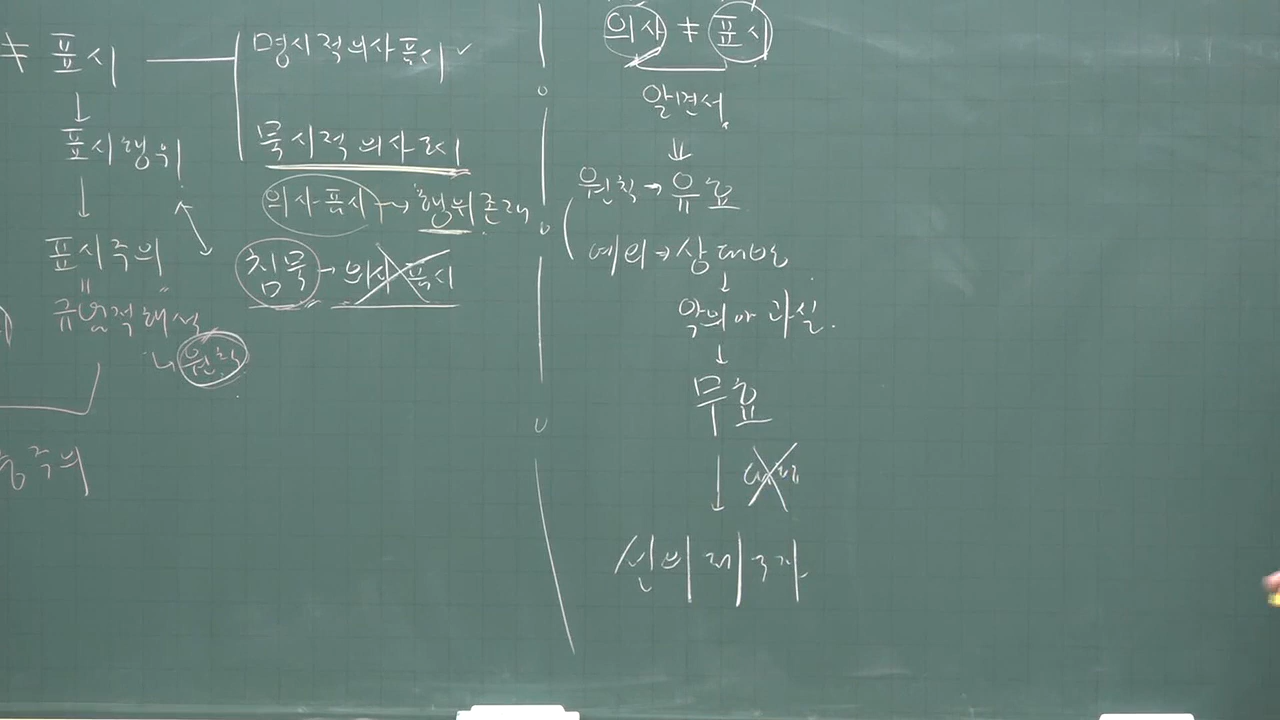 ≠ 표시
명시적의사표시 ✓
↓
표시행위
묵시적의사표시
의사표시 → 행위존재
↓
표시주의
침묵 → 의사표시
"
규범적해석
↳ 원칙
주의
의사 ≠ 표시
알면서
⇓
원칙 → 유효
예외 → 상대방
↓
악의 or 과실
↓
무효
↓
선의 제3자